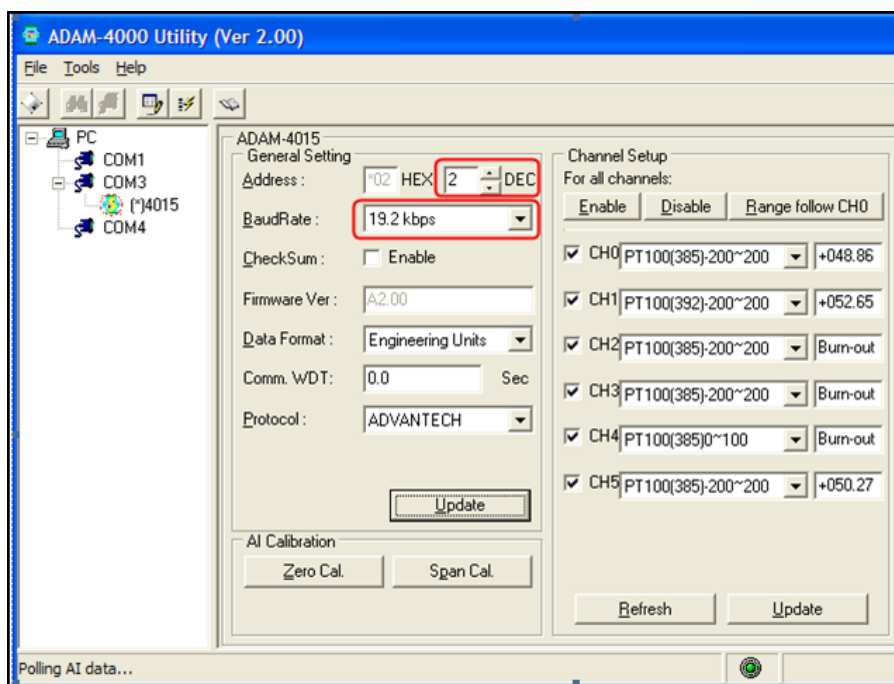 ADAM-4000 Utility (Ver 2.00)
File Tools Help
PC
COM1
COM3
(*)4015
COM4
ADAM-4015
General Setting
Address : *02 HEX 2 DEC
BaudRate : 19.2 kbps
CheckSum : Enable
Firmware Ver : A2.00
Data Format : Engineering Units
Comm. WDT: 0.0 Sec
Protocol : ADVANTECH
Update
AI Calibration
Zero Cal. Span Cal.
Channel Setup
For all channels:
Enable Disable Range follow CH0
CH0 PT100(385)-200~200 +048.86
CH1 PT100(392)-200~200 +052.65
CH2 PT100(385)-200~200 Burn-out
CH3 PT100(385)-200~200 Burn-out
CH4 PT100(385)0~100 Burn-out
CH5 PT100(385)-200~200 +050.27
Refresh Update
Polling AI data...